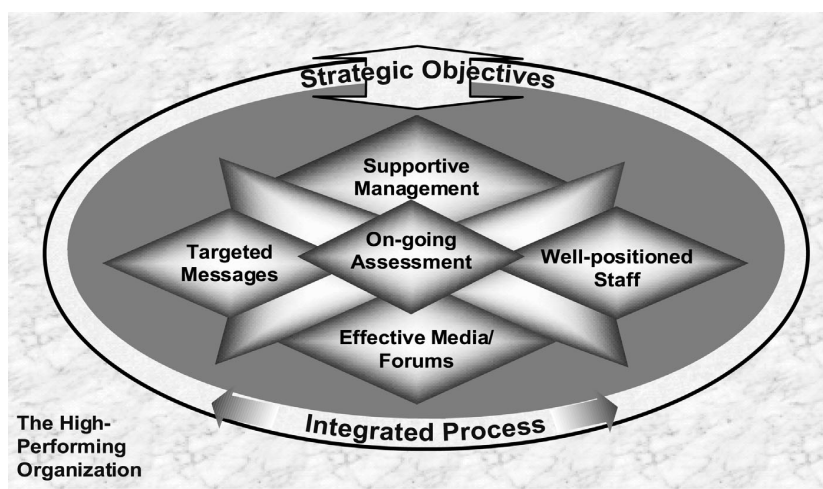 Strategic Objectives
Supportive
Management
Targeted
Messages
On-going
Assessment
Well-positioned
Staff
Effective Media/
Forums
Integrated Process
The High-
Performing
Organization